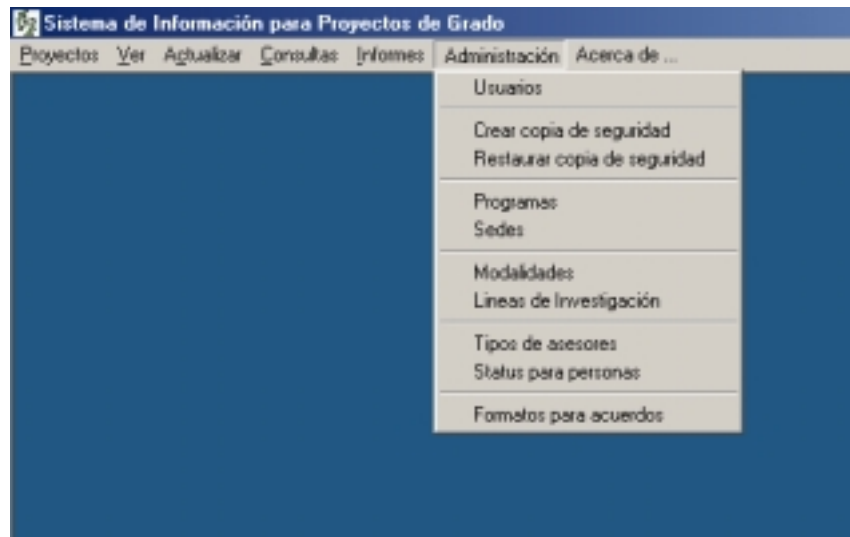 Sistema de Información para Proyectos de Grado
Proyectos Ver Actualizar Consultas Informes Administración Acerca de ...
Usuarios
Crear copia de seguridad
Restaurar copia de seguridad
Programas
Sedes
Modalidades
Lineas de Investigación
Tipos de asesores
Status para personas
Formatos para acuerdos